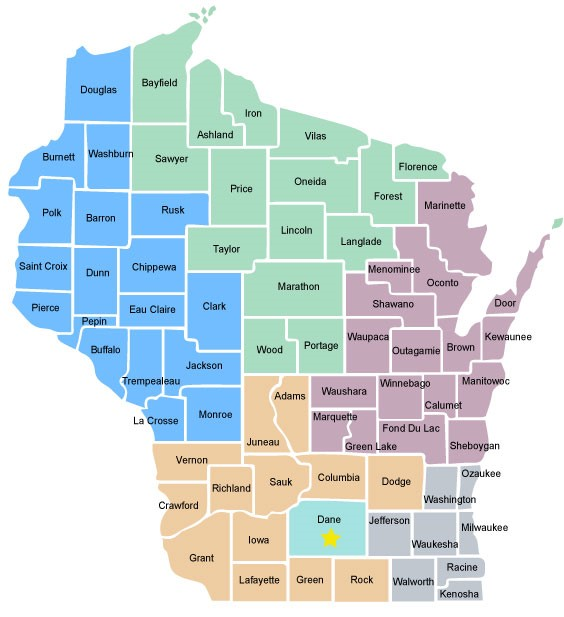 Douglas
Bayfield
Iron
Ashland
Vilas
Burnett
Washburn
Sawyer
Price
Oneida
Forest
Florence
Marinette
Polk
Barron
Rusk
Taylor
Lincoln
Langlade
Menominee
Oconto
Saint Croix
Dunn
Chippewa
Clark
Marathon
Shawano
Door
Pierce
Pepin
Eau Claire
Buffalo
Trempealeau
Jackson
Wood
Portage
Waupaca
Outagamie
Brown
Kewaunee
La Crosse
Monroe
Juneau
Adams
Waushara
Winnebago
Calumet
Manitowoc
Marquette
Green Lake
Fond Du Lac
Sheboygan
Vernon
Crawford
Richland
Sauk
Columbia
Dodge
Washington
Ozaukee
Grant
Iowa
Dane
Jefferson
Waukesha
Milwaukee
Lafayette
Green
Rock
Walworth
Racine
Kenosha